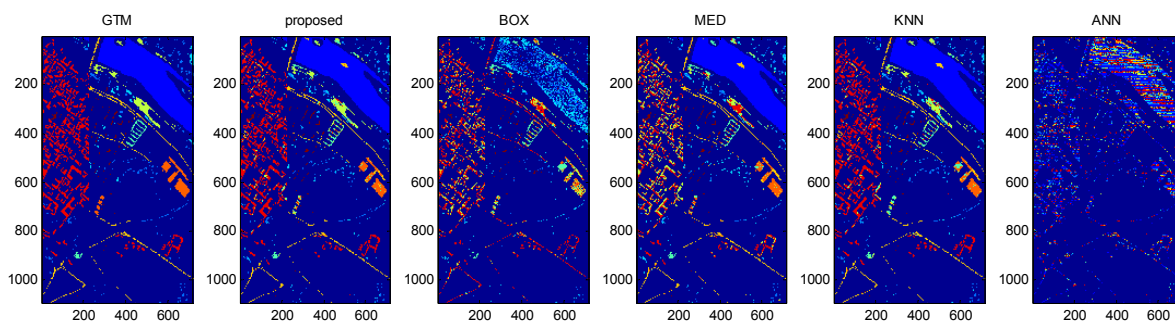 GTM proposed BOX MED KNN ANN
200 200 200 200 200 200
400 400 400 400 400 400
600 600 600 600 600 600
800 800 800 800 800 800
1000 1000 1000 1000 1000 1000
200 400 600 200 400 600 200 400 600 200 400 600 200 400 600 200 400 600